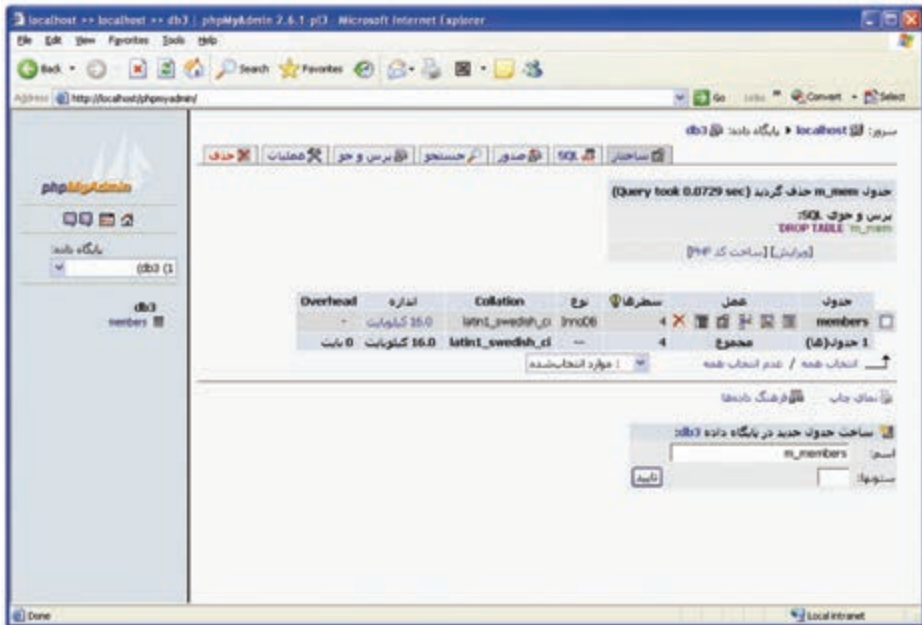 localhost >> localhost >> db3 | phpMyAdmin 2.6.1-pl3 - Microsoft Internet Explorer
File Edit View Favorites Tools Help
Back Search Favorites
Address http://localhost/phpmyadmin/ Go Links » Convert Select
سرور: localhost ◄ پایگاه داده: db3
ساختار SQL صدور جستجو پرس و جو عملیات حذف
phpMyAdmin
پایگاه داده:
db3 (1)
db3
members
جدول m_mem حذف گردید (Query took 0.0729 sec)
پرس و جوی SQL:
DROP TABLE `m_mem`
[ویرایش] [ساخت کد PHP]
جدول عمل سطرها نوع Collation اندازه Overhead
members 4 InnoDB latin1_swedish_ci 16.0 کیلوبایت -
1 جدول(ها) مجموع 4 -- latin1_swedish_ci 16.0 کیلوبایت 0 بایت
انتخاب همه / عدم انتخاب همه موارد انتخاب‌شده :
نمای چاپ فرهنگ داده‌ها
ساخت جدول جدید در پایگاه داده db3:
اسم: m_members
ستونها: تایید
Done Local intranet